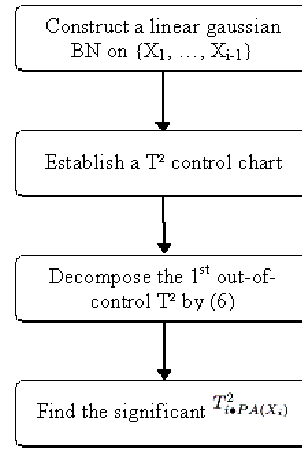 Construct a linear gaussian
BN on {X₁, ..., Xᵢ₋₁}
Establish a T² control chart
Decompose the 1ˢᵗ out-of-
control T² by (6)
Find the significant T²ᵢ•PA(Xᵢ)